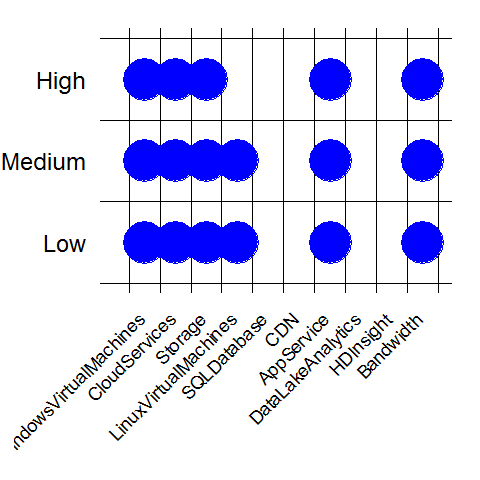 High
Medium
Low
ndowsVirtualMachines
CloudServices
Storage
LinuxVirtualMachines
SQLDatabase
CDN
AppService
DataLakeAnalytics
HDInsight
Bandwidth